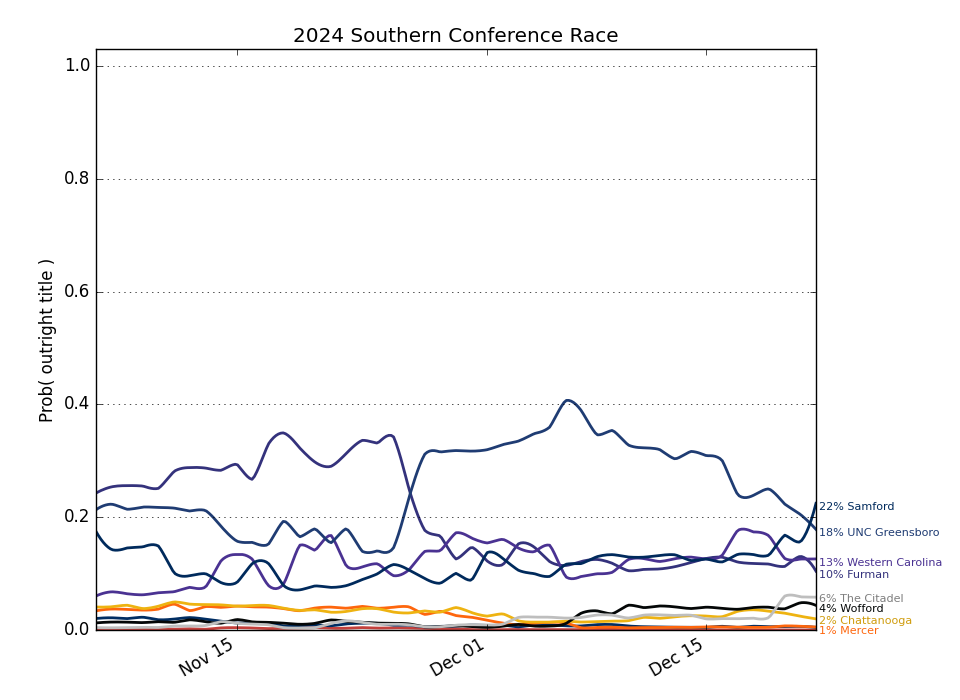 2024 Southern Conference Race
Prob( outright title )
1.0
0.8
0.6
0.4
0.2
0.0
Nov 15
Dec 01
Dec 15
22% Samford
18% UNC Greensboro
13% Western Carolina
10% Furman
6% The Citadel
4% Wofford
2% Chattanooga
1% Mercer